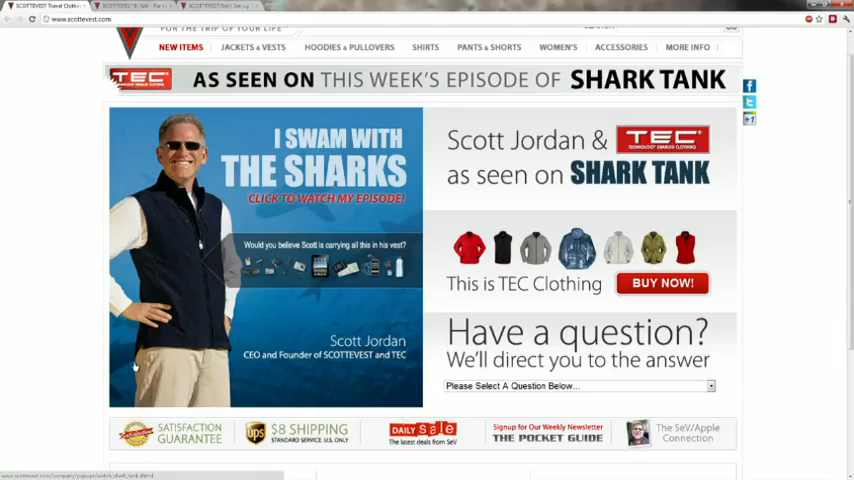 SCOTTEVEST Travel Clothin
www.scottevest.com
FOR THE TRIP OF YOUR LIFE
NEW ITEMS
JACKETS & VESTS
HOODIES & PULLOVERS
SHIRTS
PANTS & SHORTS
WOMEN'S
ACCESSORIES
MORE INFO
TEC
AS SEEN ON THIS WEEK'S EPISODE OF SHARK TANK
I SWAM WITH
THE SHARKS
CLICK TO WATCH MY EPISODE!
Would you believe Scott is carrying all this in his vest?
Scott Jordan
CEO and Founder of SCOTTEVEST and TEC
Scott Jordan & TEC
TECHNOLOGY ENABLED CLOTHING
as seen on SHARK TANK
This is TEC Clothing
BUY NOW!
Have a question?
We'll direct you to the answer
Please Select A Question Below...
SATISFACTION
GUARANTEE
ups
$8 SHIPPING
STANDARD SERVICE, U.S. ONLY
DAILY Sale
The latest deals from SeV
Signup for Our Weekly Newsletter
THE POCKET GUIDE
The SeV/Apple
Connection